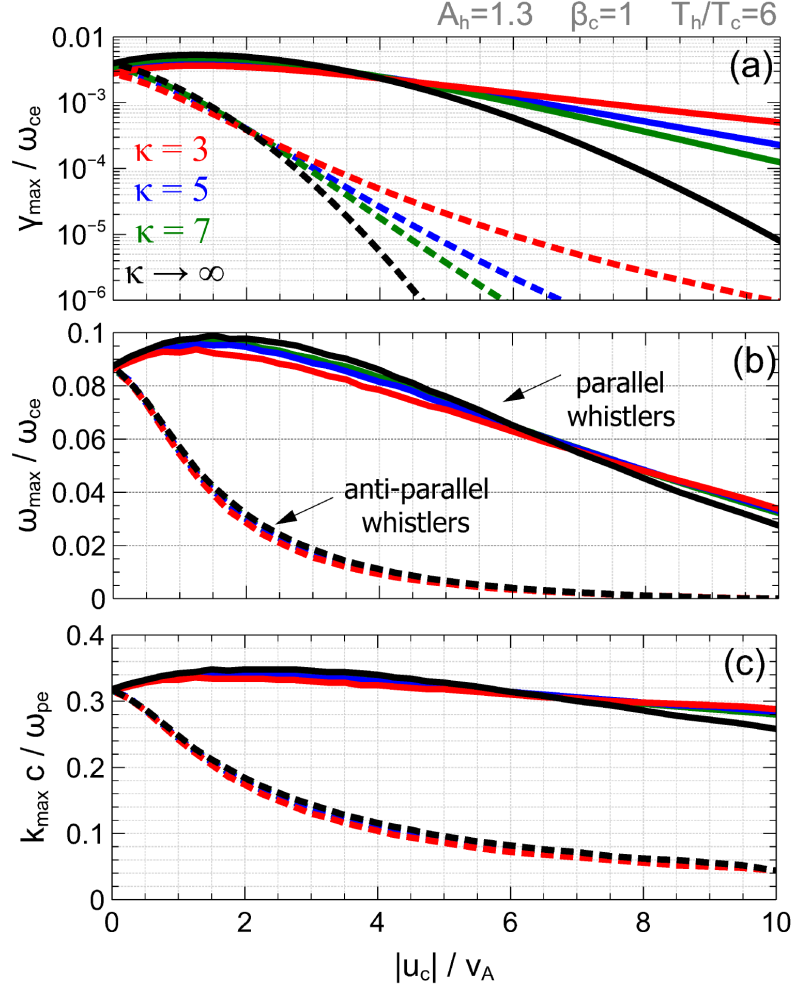 A_h=1.3 β_c=1 T_h/T_c=6
(a)
0.01
10^-3
10^-4
10^-5
10^-6
γ_max / ω_ce
κ = 3
κ = 5
κ = 7
κ → ∞
(b)
0.1
0.08
0.06
0.04
0.02
0
ω_max / ω_ce
parallel
whistlers
anti-parallel
whistlers
(c)
0.4
0.3
0.2
0.1
0
k_max c / ω_pe
0 2 4 6 8 10
|u_c| / v_A